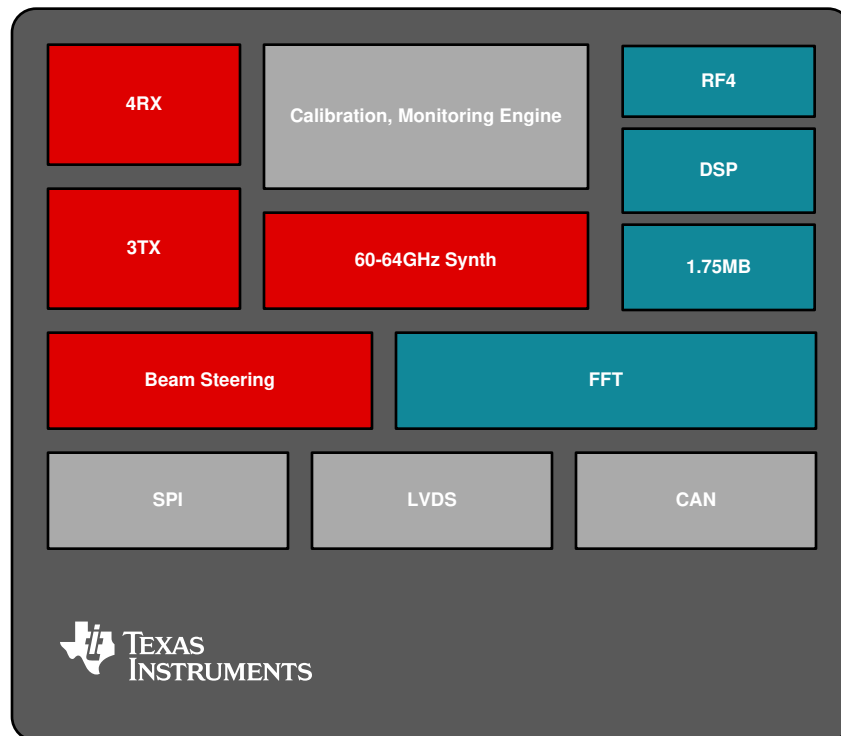 4RX
Calibration, Monitoring Engine
RF4
DSP
3TX
60-64GHz Synth
1.75MB
Beam Steering
FFT
SPI
LVDS
CAN
TEXAS
INSTRUMENTS